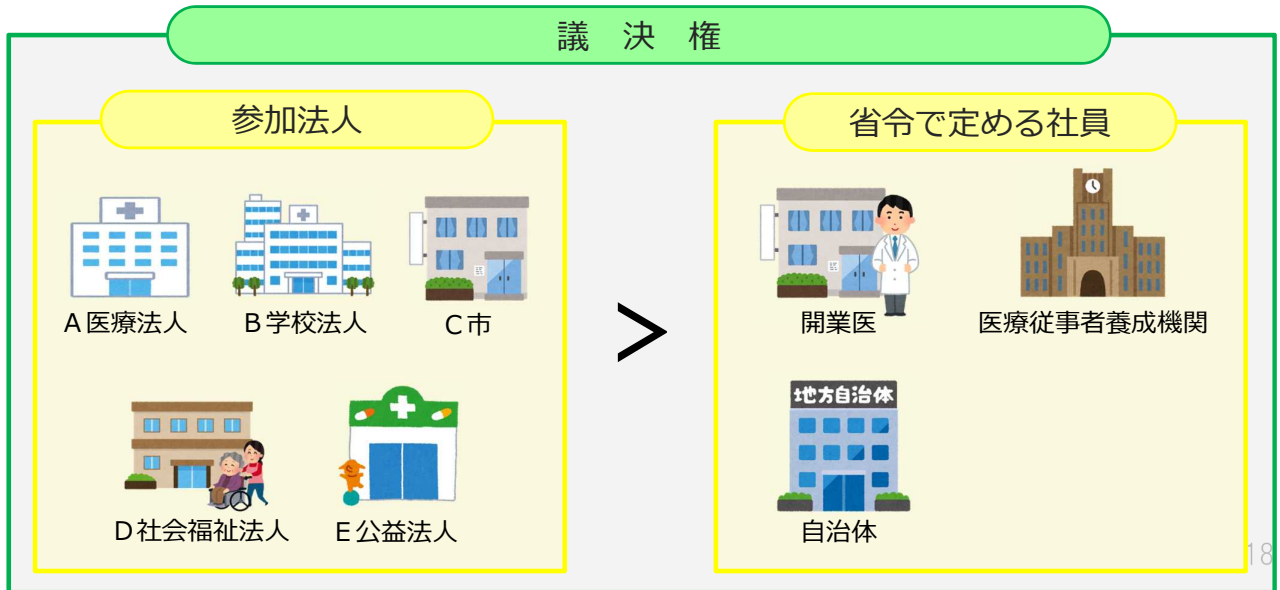 議　決　権
参加法人
Ａ医療法人
Ｂ学校法人
Ｃ市
Ｄ社会福祉法人
Ｅ公益法人
＞
省令で定める社員
開業医
医療従事者養成機関
地方自治体
自治体
18